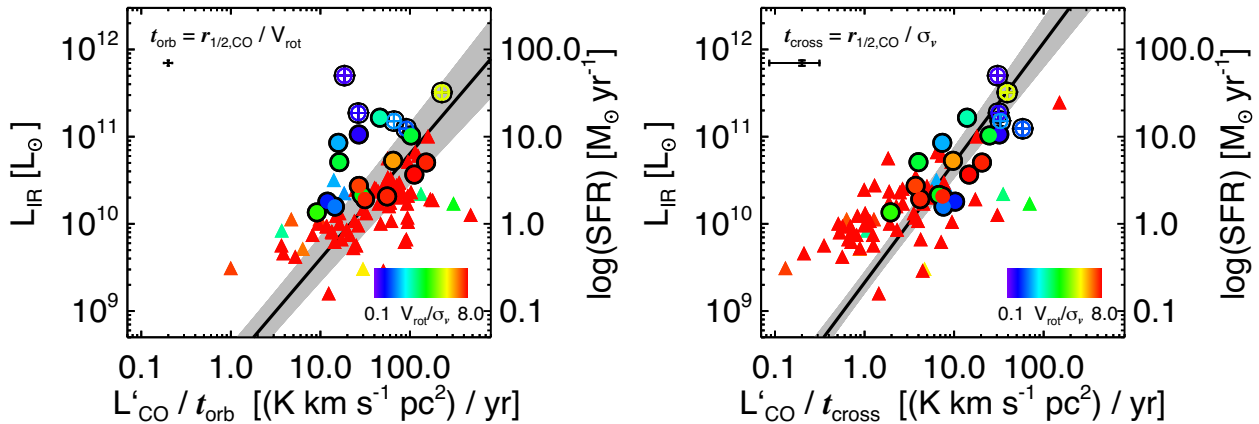 t_orb = r_1/2,CO / V_rot
10^12
10^11
10^10
10^9
L_IR [L_⊙]
100.0
10.0
1.0
0.1
log(SFR) [M_⊙ yr^-1]
0.1 V_rot/σ_v 8.0
0.1 1.0 10.0 100.0
L'_CO / t_orb [(K km s^-1 pc^2) / yr]
t_cross = r_1/2,CO / σ_v
10^12
10^11
10^10
10^9
L_IR [L_⊙]
100.0
10.0
1.0
0.1
log(SFR) [M_⊙ yr^-1]
0.1 V_rot/σ_v 8.0
0.1 1.0 10.0 100.0
L'_CO / t_cross [(K km s^-1 pc^2) / yr]